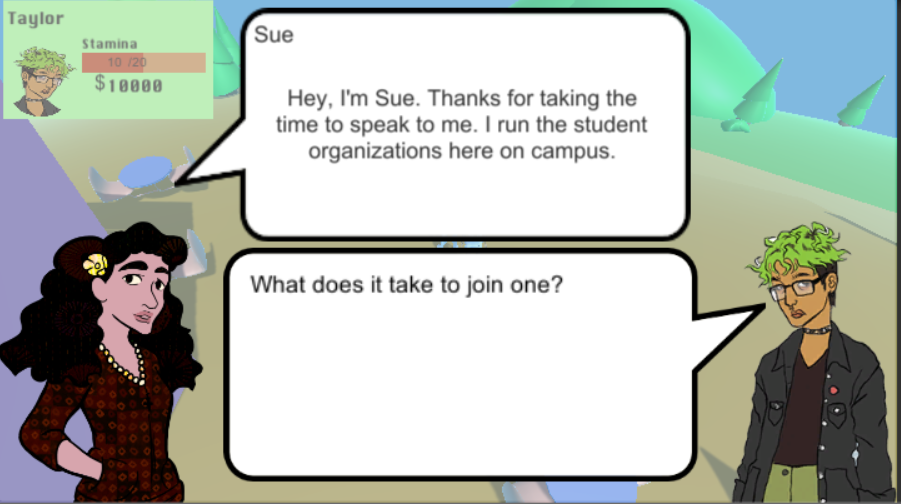 Taylor
Stamina
10 /20
$10000
Sue
Hey, I'm Sue. Thanks for taking the
time to speak to me. I run the student
organizations here on campus.
What does it take to join one?